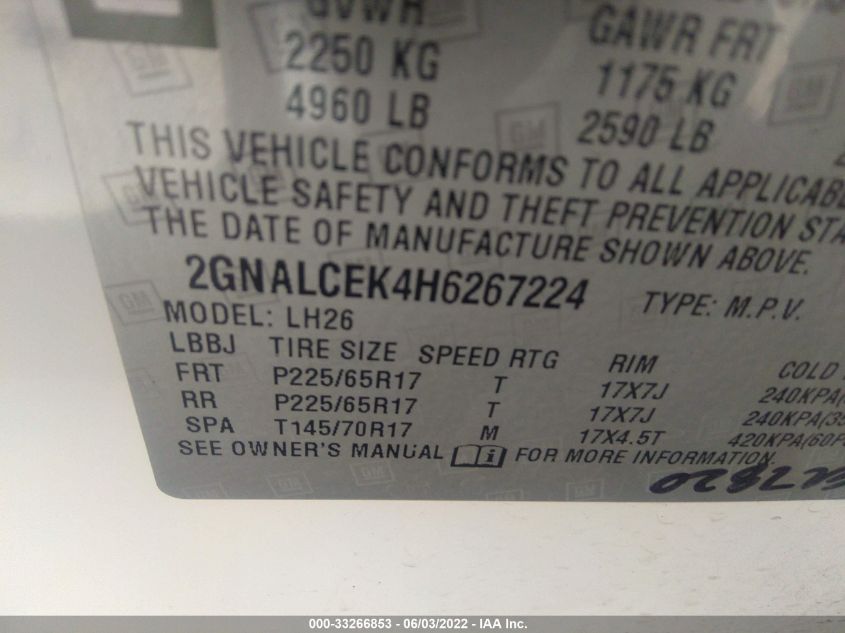 GVWR GAWR FRT
2250 KG 1175 KG
4960 LB 2590 LB
THIS VEHICLE CONFORMS TO ALL APPLICABLE
VEHICLE SAFETY AND THEFT PREVENTION STA
THE DATE OF MANUFACTURE SHOWN ABOVE.
2GNALCEK4H6267224 TYPE: M.P.V.
MODEL: LH26
LBBJ TIRE SIZE SPEED RTG RIM COLD
FRT P225/65R17 T 17X7J 240KPA(
RR P225/65R17 T 17X7J 240KPA(35
SPA T145/70R17 M 17X4.5T 420KPA(60P
SEE OWNER'S MANUAL FOR MORE INFORMATION.
GM
000-33266853 - 06/03/2022 - IAA Inc.